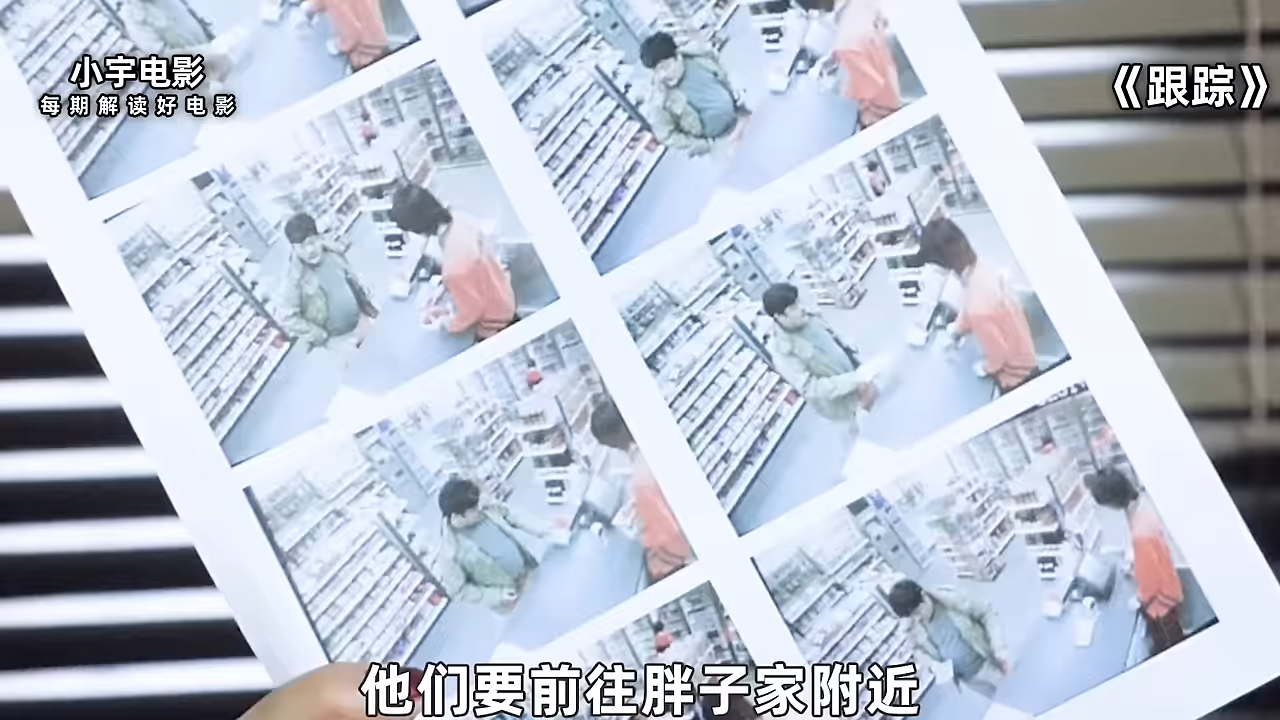 小宇电影
每期解读好电影
《跟踪》
他们要前往胖子家附近